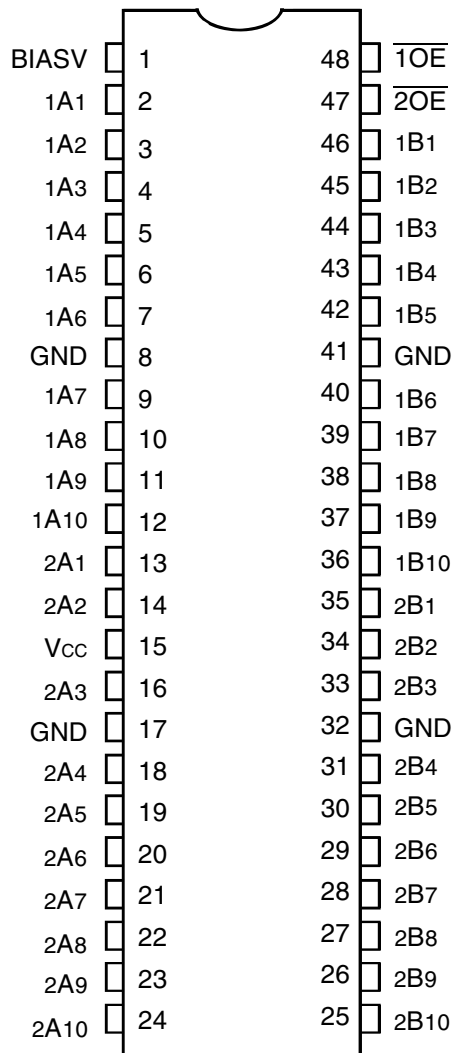 BIASV 1 48 1OE
1A1 2 47 2OE
1A2 3 46 1B1
1A3 4 45 1B2
1A4 5 44 1B3
1A5 6 43 1B4
1A6 7 42 1B5
GND 8 41 GND
1A7 9 40 1B6
1A8 10 39 1B7
1A9 11 38 1B8
1A10 12 37 1B9
2A1 13 36 1B10
2A2 14 35 2B1
VCC 15 34 2B2
2A3 16 33 2B3
GND 17 32 GND
2A4 18 31 2B4
2A5 19 30 2B5
2A6 20 29 2B6
2A7 21 28 2B7
2A8 22 27 2B8
2A9 23 26 2B9
2A10 24 25 2B10